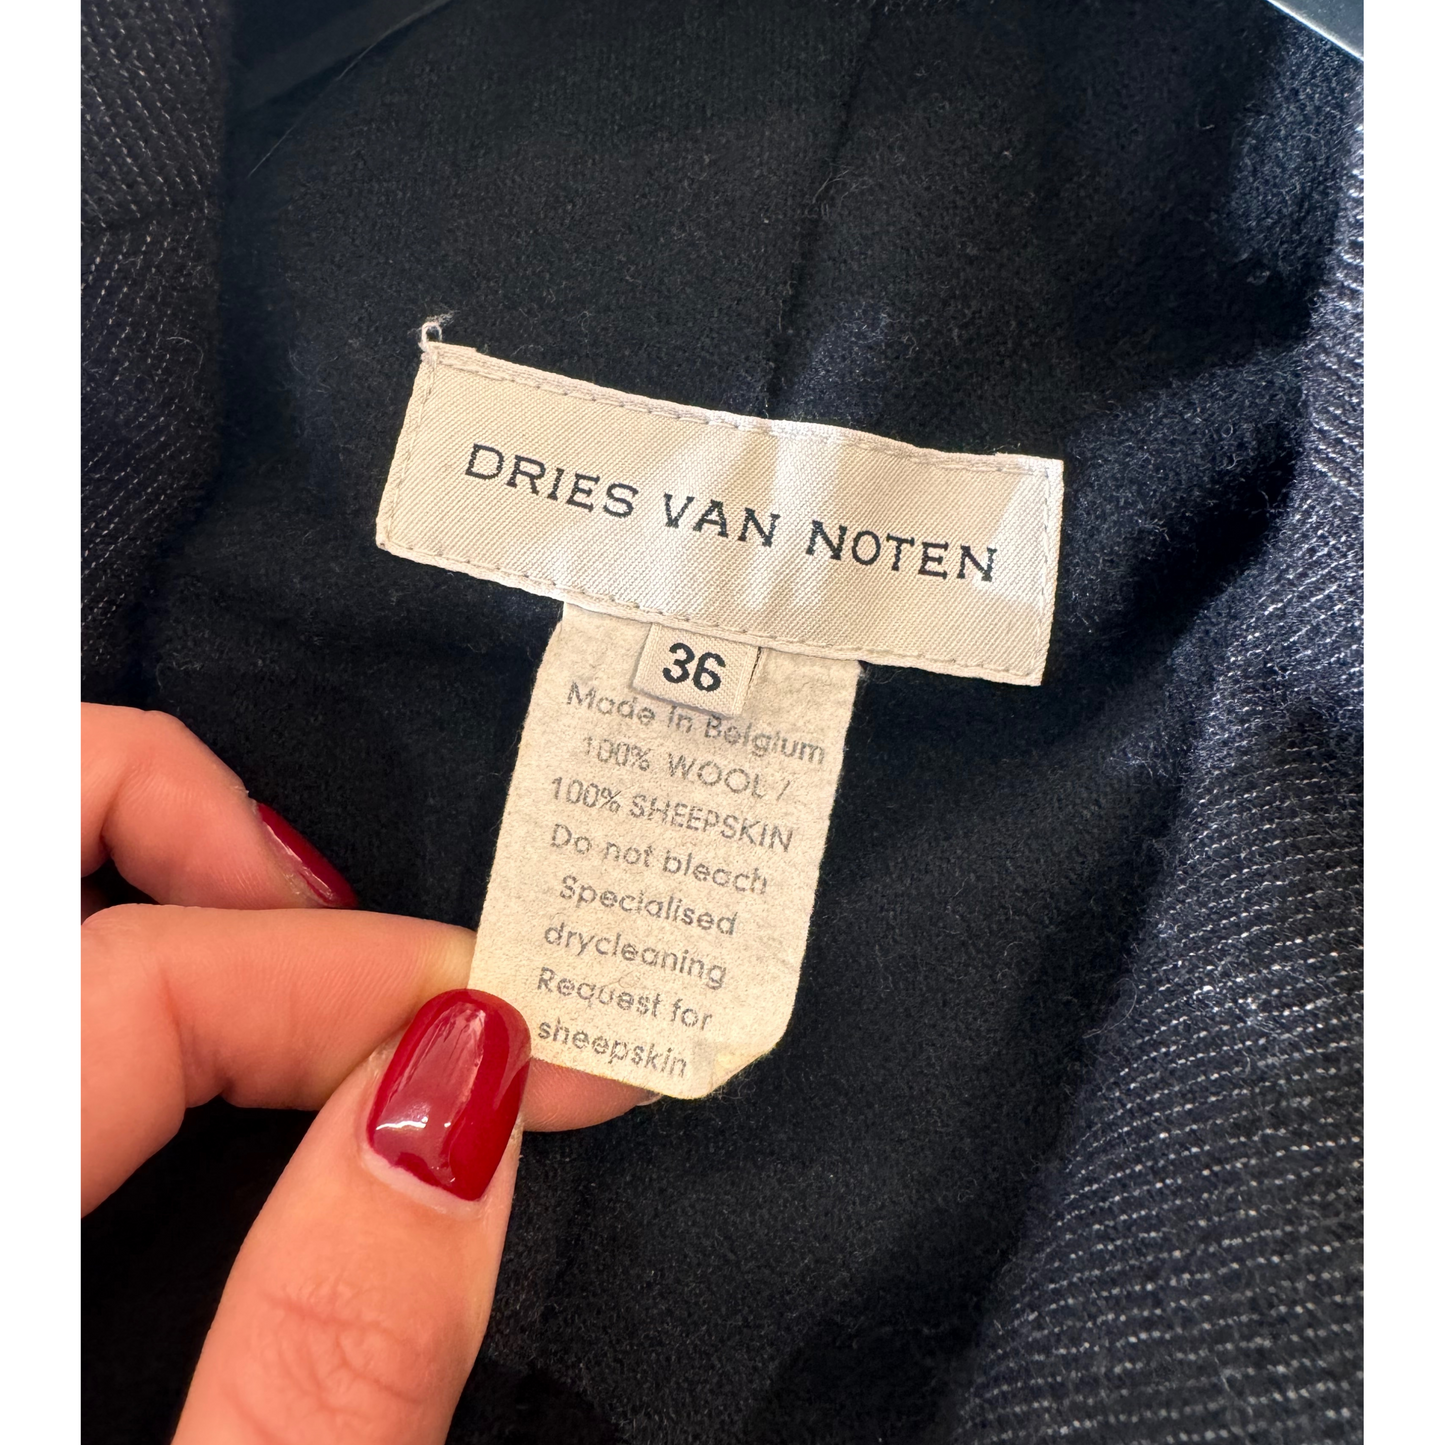 DRIES VAN NOTEN
36
Made in Belgium
100% WOOL /
100% SHEEPSKIN
Do not bleach
Specialised
drycleaning
Request for
sheepskin